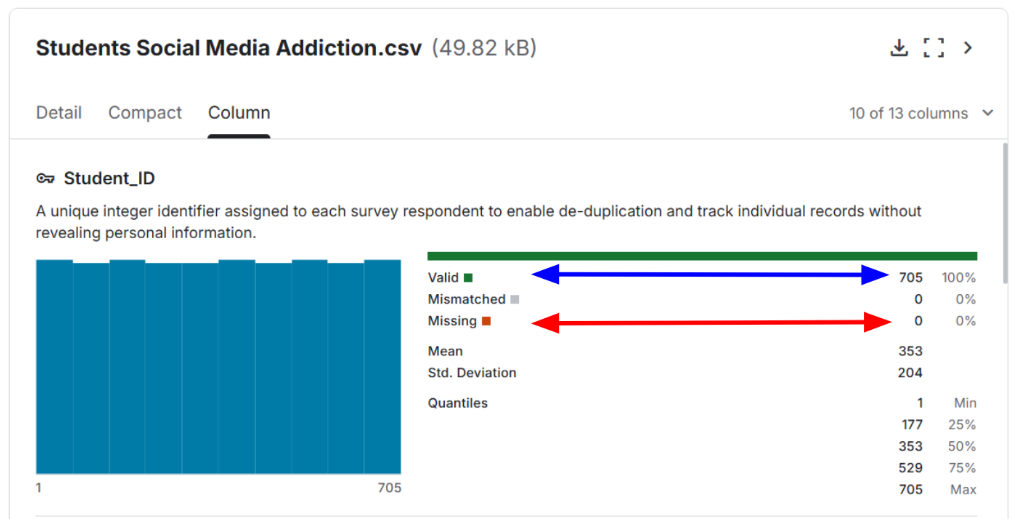 Students Social Media Addiction.csv (49.82 kB)
Detail Compact Column 10 of 13 columns
Student_ID
A unique integer identifier assigned to each survey respondent to enable de-duplication and track individual records without
revealing personal information.
Valid 705 100%
Mismatched 0 0%
Missing 0 0%
Mean 353
Std. Deviation 204
Quantiles 1 Min
177 25%
353 50%
529 75%
705 Max
1 705